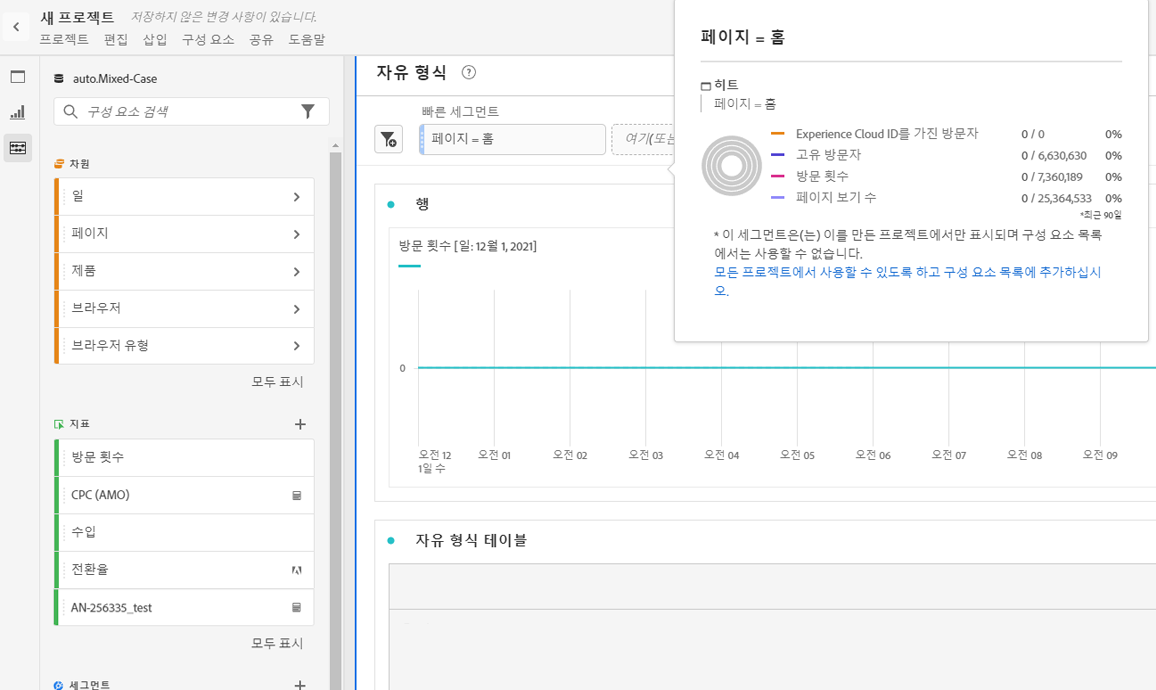 새 프로젝트
저장하지 않은 변경 사항이 있습니다.
프로젝트 편집 삽입 구성 요소 공유 도움말
auto.Mixed-Case
구성 요소 검색
차원
일
페이지
제품
브라우저
브라우저 유형
모두 표시
지표
방문 횟수
CPC (AMO)
수입
전환율
AN-256335_test
모두 표시
세그먼트
자유 형식 ?
빠른 세그먼트
페이지 = 홈
여기(또는
행
방문 횟수 [일: 12월 1, 2021]
0
오전 12 오전 01 오전 02 오전 03 오전 04 오전 05 오전 06 오전 07 오전 08 오전 09
1일 수
자유 형식 테이블
페이지 = 홈
히트
페이지 = 홈
Experience Cloud ID를 가진 방문자 0 / 0 0%
고유 방문자 0 / 6,630,630 0%
방문 횟수 0 / 7,360,189 0%
페이지 보기 수 0 / 25,364,533 0%
*최근 90일
* 이 세그먼트은(는) 이를 만든 프로젝트에서만 표시되며 구성 요소 목록
에서는 사용할 수 없습니다.
모든 프로젝트에서 사용할 수 있도록 하고 구성 요소 목록에 추가하십시
오.